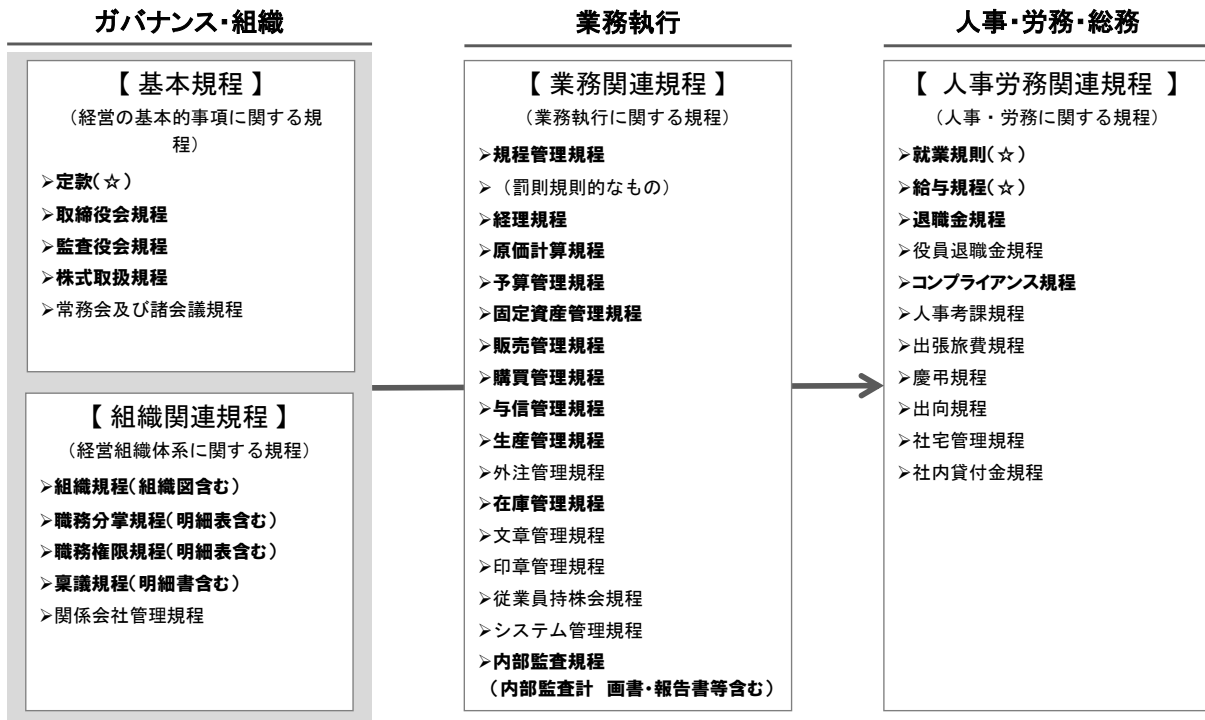 ガバナンス・組織
【 基本規程 】
（経営の基本的事項に関する規
程）
➢定款(☆)
➢取締役会規程
➢監査役会規程
➢株式取扱規程
➢常務会及び諸会議規程
【 組織関連規程 】
（経営組織体系に関する規程）
➢組織規程(組織図含む)
➢職務分掌規程(明細表含む)
➢職務権限規程(明細表含む)
➢稟議規程(明細書含む)
➢関係会社管理規程
業務執行
【 業務関連規程 】
（業務執行に関する規程）
➢規程管理規程
➢（罰則規則的なもの）
➢経理規程
➢原価計算規程
➢予算管理規程
➢固定資産管理規程
➢販売管理規程
➢購買管理規程
➢与信管理規程
➢生産管理規程
➢外注管理規程
➢在庫管理規程
➢文章管理規程
➢印章管理規程
➢従業員持株会規程
➢システム管理規程
➢内部監査規程
（内部監査計 画書・報告書等含む）
人事・労務・総務
【 人事労務関連規程 】
（人事・労務に関する規程）
➢就業規則(☆)
➢給与規程(☆)
➢退職金規程
➢役員退職金規程
➢コンプライアンス規程
➢人事考課規程
➢出張旅費規程
➢慶弔規程
➢出向規程
➢社宅管理規程
➢社内貸付金規程